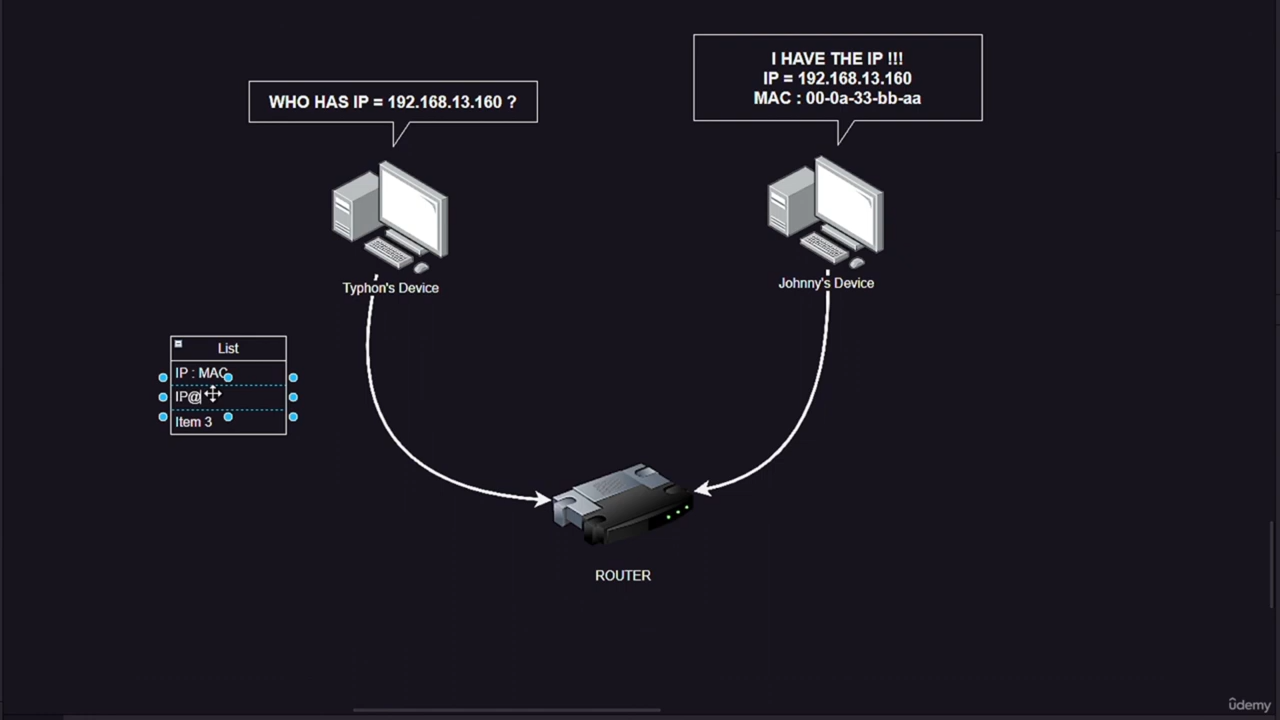 WHO HAS IP = 192.168.13.160 ?
I HAVE THE IP !!!
IP = 192.168.13.160
MAC : 00-0a-33-bb-aa
Typhon's Device
Johnny's Device
List
IP : MAC
IP@
Item 3
ROUTER
ûdemy